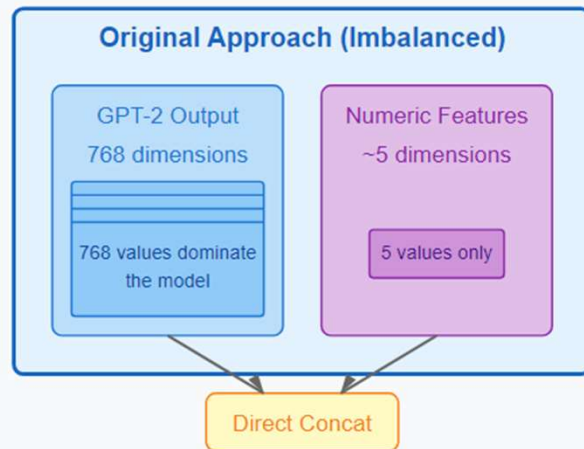 Original Approach (Imbalanced)
GPT-2 Output
768 dimensions
768 values dominate
the model
Numeric Features
~5 dimensions
5 values only
Direct Concat